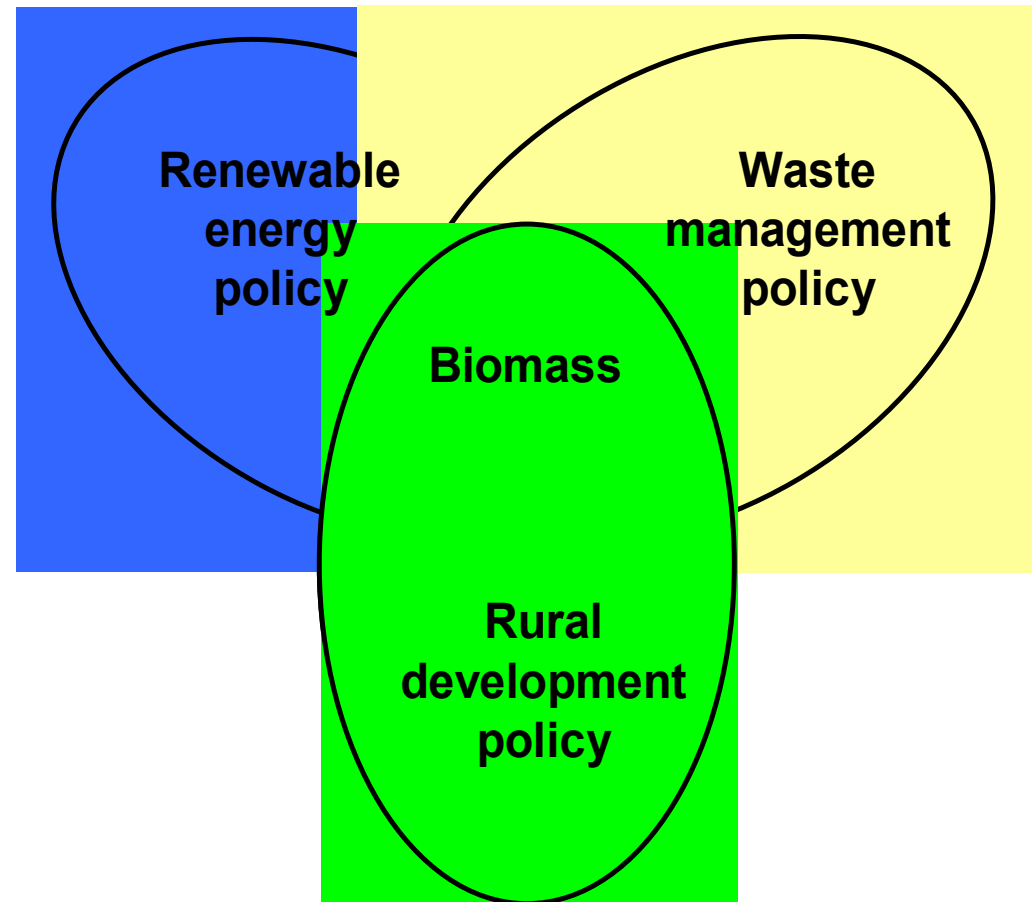 Renewable
energy
policy
Waste
management
policy
Biomass
Rural
development
policy